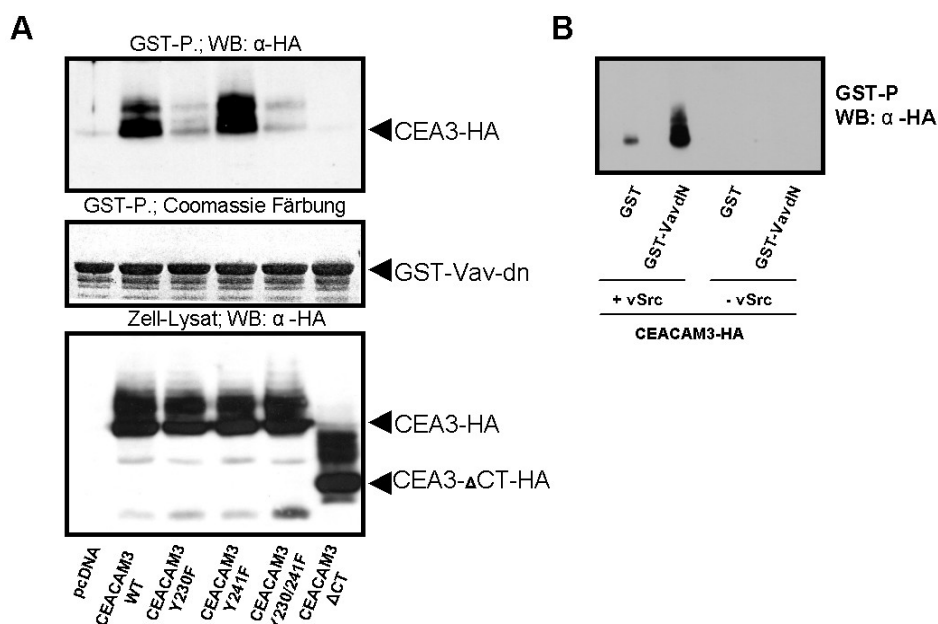 A
GST-P.; WB: α-HA
CEA3-HA
GST-P.; Coomassie Färbung
GST-Vav-dn
Zell-Lysat; WB: α -HA
CEA3-HA
CEA3-ΔCT-HA
pcDNA
CEACAM3
WT
CEACAM3
Y230F
CEACAM3
Y241F
CEACAM3
Y230/241F
CEACAM3
ΔCT
B
GST-P
WB: α -HA
GST
GST-VavdN
GST
GST-VavdN
+ vSrc
- vSrc
CEACAM3-HA